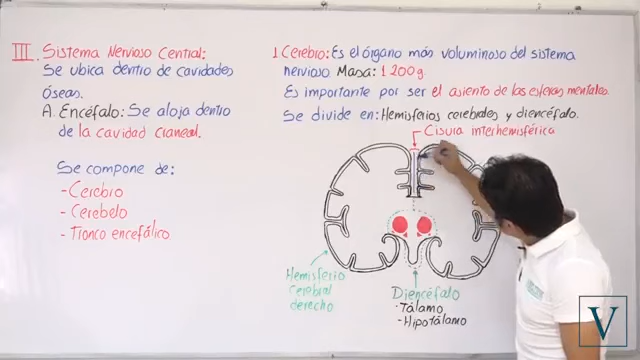 III. Sistema Nervioso Central:
Se ubica dentro de cavidades
óseas.
A. Encéfalo: Se aloja dentro
de la cavidad craneal.
Se compone de:
- Cerebro
- Cerebelo
- Tronco encefálico
1. Cerebro: Es el órgano más voluminoso del sistema
nervioso Masa: 1 200g.
Es importante por ser el asiento de las esferas mentales.
Se divide en: Hemisferios cerebrales y diencéfalo.
Cisura interhemisférica
Hemisferio
cerebral
derecho
Diencéfalo
· Tálamo
- Hipotálamo
V